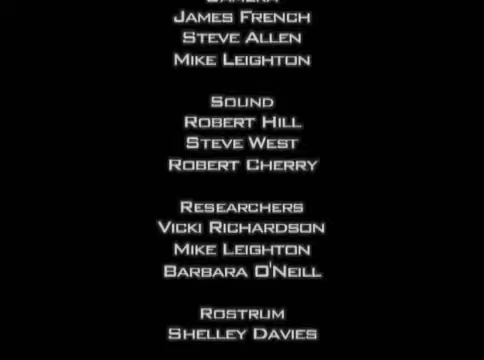 CAMERA
JAMES FRENCH
STEVE ALLEN
MIKE LEIGHTON
SOUND
ROBERT HILL
STEVE WEST
ROBERT CHERRY
RESEARCHERS
VICKI RICHARDSON
MIKE LEIGHTON
BARBARA O'NEILL
ROSTRUM
SHELLEY DAVIES